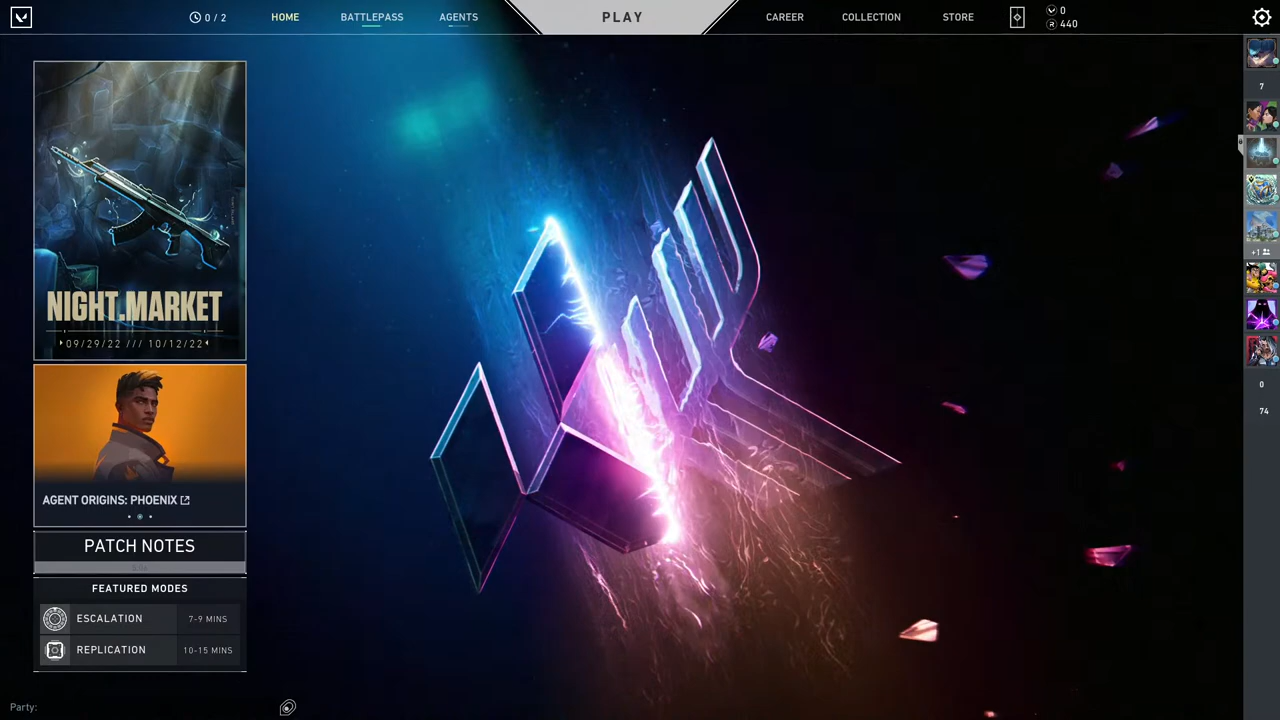 0 / 2
HOME
BATTLEPASS
AGENTS
PLAY
CAREER
COLLECTION
STORE
0
440
NIGHT.MARKET
09/29/22 /// 10/12/22
AGENT ORIGINS: PHOENIX
PATCH NOTES
FEATURED MODES
ESCALATION 7-9 MINS
REPLICATION 10-15 MINS
Party:
7
+1
0
74